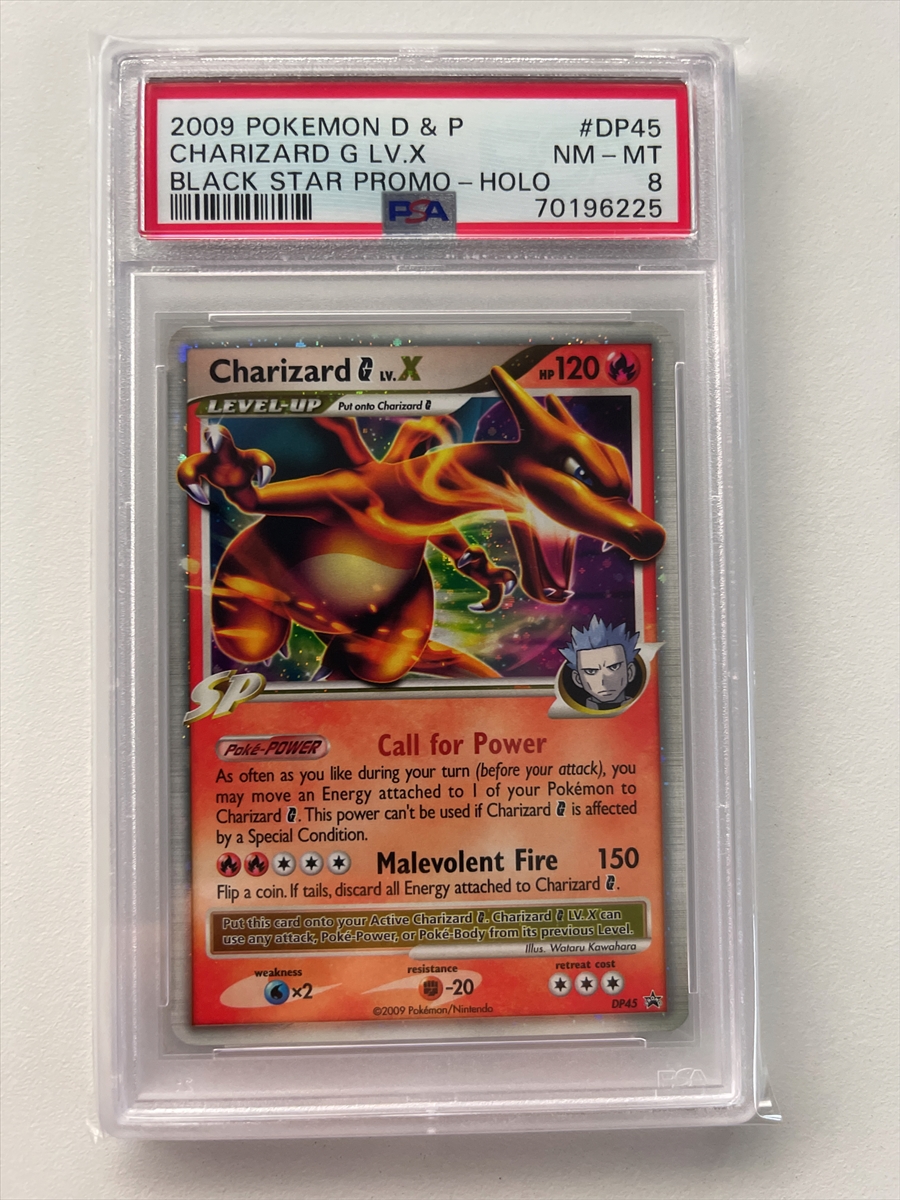 2009 POKEMON D & P #DP45
CHARIZARD G LV.X NM - MT
BLACK STAR PROMO - HOLO 8
PSA 70196225
Charizard G LV.X HP 120
LEVEL-UP Put onto Charizard G
SP
Poké-POWER Call for Power
As often as you like during your turn (before your attack), you
may move an Energy attached to 1 of your Pokémon to
Charizard G. This power can't be used if Charizard G is affected
by a Special Condition.
Malevolent Fire 150
Flip a coin. If tails, discard all Energy attached to Charizard G.
Put this card onto your Active Charizard G. Charizard G LV.X can
use any attack, Poké-Power, or Poké-Body from its previous Level.
Illus. Wataru Kawahara
weakness resistance retreat cost
×2 -20
©2009 Pokémon/Nintendo DP45
PSA